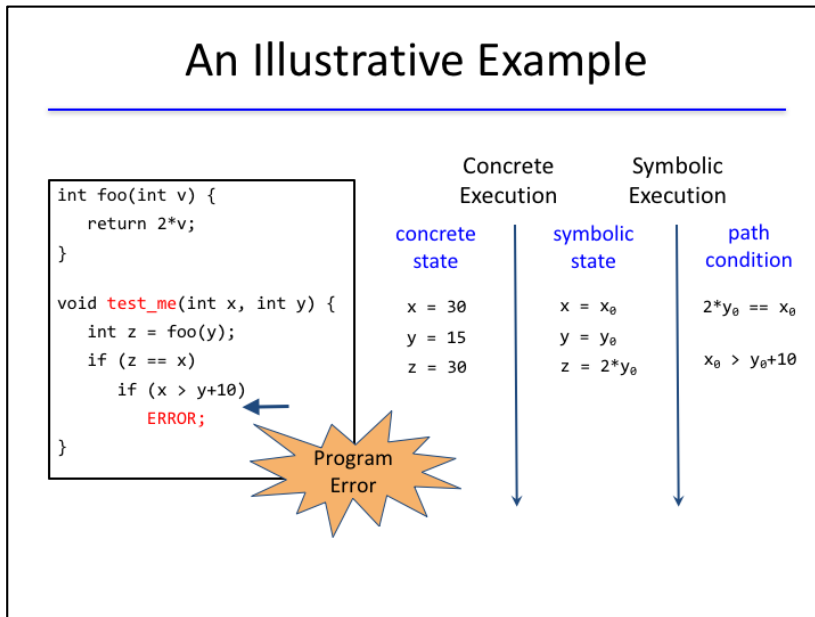 An Illustrative Example
int foo(int v) {
return 2*v;
}
void test_me(int x, int y) {
int z = foo(y);
if (z == x)
if (x > y+10)
ERROR;
}
Program
Error
Concrete
Execution
Symbolic
Execution
concrete
state
symbolic
state
path
condition
x = 30
y = 15
z = 30
x = x₀
y = y₀
z = 2*y₀
2*y₀ == x₀
x₀ > y₀+10